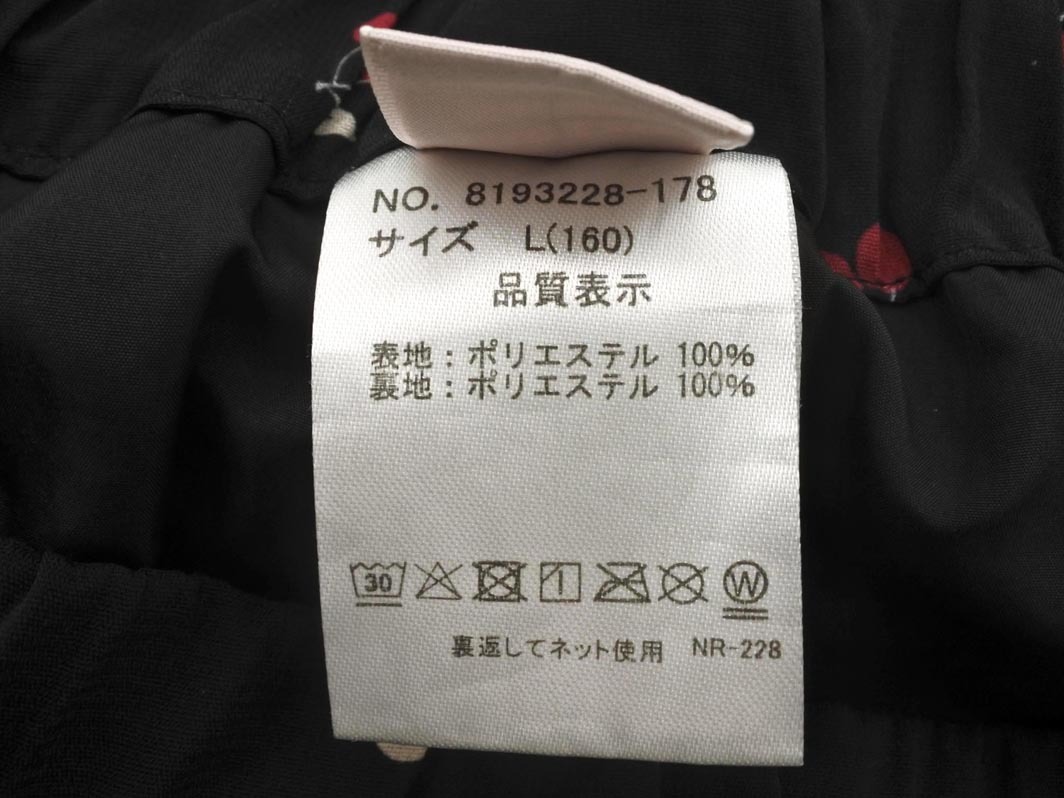 NO. 8193228-178
サイズ L(160)
品質表示
表地：ポリエステル 100%
裏地：ポリエステル 100%
30 W
裏返してネット使用 NR-228